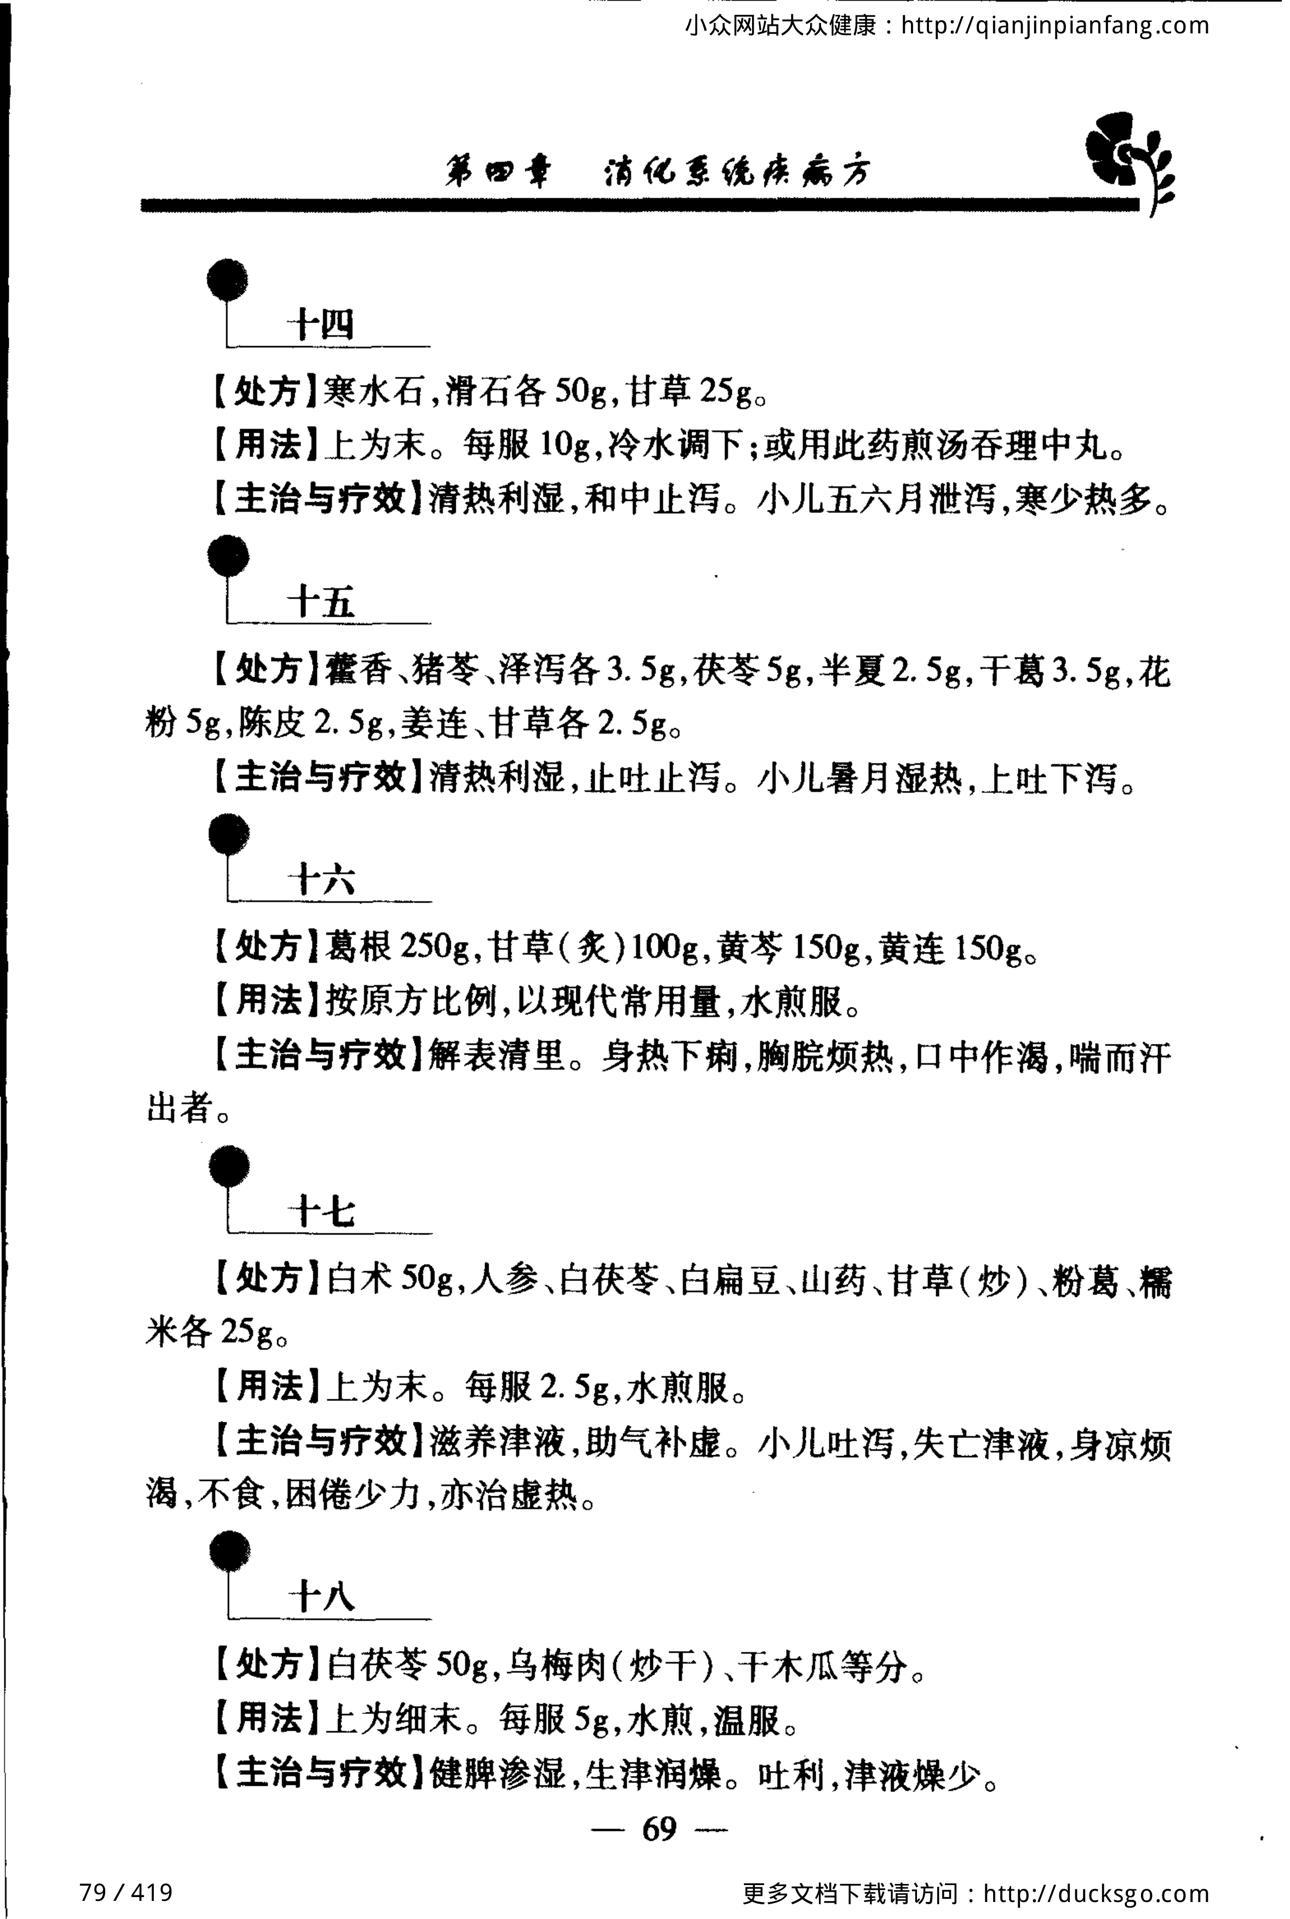 小众网站大众健康：http://qianjinpianfang.com
第四章 消化系统疾病方
十四
【处方】寒水石,滑石各 50g,甘草 25g。
【用法】上为末。每服 10g,冷水调下;或用此药煎汤吞理中丸。
【主治与疗效】清热利湿,和中止泻。小儿五六月泄泻,寒少热多。
十五
【处方】藿香、猪苓、泽泻各 3.5g,茯苓 5g,半夏 2.5g,干葛 3.5g,花
粉 5g,陈皮 2.5g,姜连、甘草各 2.5g。
【主治与疗效】清热利湿,止吐止泻。小儿暑月湿热,上吐下泻。
十六
【处方】葛根 250g,甘草(炙)100g,黄芩 150g,黄连 150g。
【用法】按原方比例,以现代常用量,水煎服。
【主治与疗效】解表清里。身热下痢,胸脘烦热,口中作渴,喘而汗
出者。
十七
【处方】白术 50g,人参、白茯苓、白扁豆、山药、甘草(炒)、粉葛、糯
米各 25g。
【用法】上为末。每服 2.5g,水煎服。
【主治与疗效】滋养津液,助气补虚。小儿吐泻,失亡津液,身凉烦
渴,不食,困倦少力,亦治虚热。
十八
【处方】白茯苓 50g,乌梅肉(炒干)、干木瓜等分。
【用法】上为细末。每服 5g,水煎,温服。
【主治与疗效】健脾渗湿,生津润燥。吐利,津液燥少。
— 69 —
79 / 419
更多文档下载请访问：http://ducksgo.com